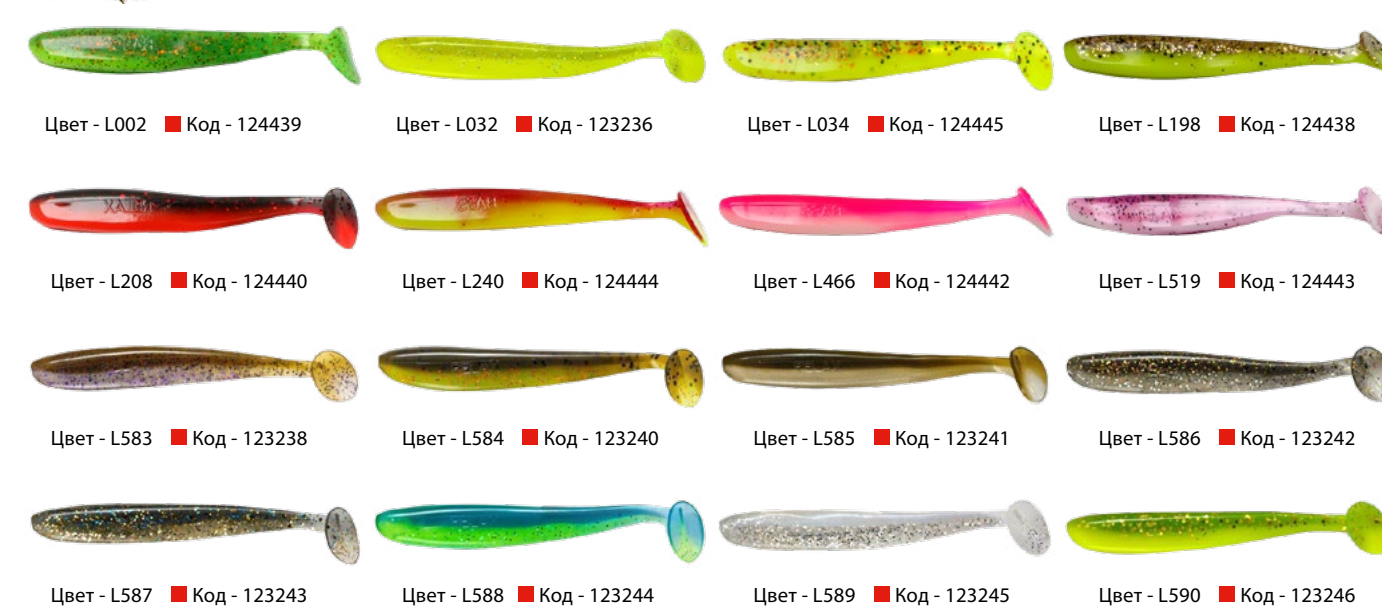 Цвет - L002 Код - 124439 Цвет - L032 Код - 123236 Цвет - L034 Код - 124445 Цвет - L198 Код - 124438
Цвет - L208 Код - 124440 Цвет - L240 Код - 124444 Цвет - L466 Код - 124442 Цвет - L519 Код - 124443
Цвет - L583 Код - 123238 Цвет - L584 Код - 123240 Цвет - L585 Код - 123241 Цвет - L586 Код - 123242
Цвет - L587 Код - 123243 Цвет - L588 Код - 123244 Цвет - L589 Код - 123245 Цвет - L590 Код - 123246